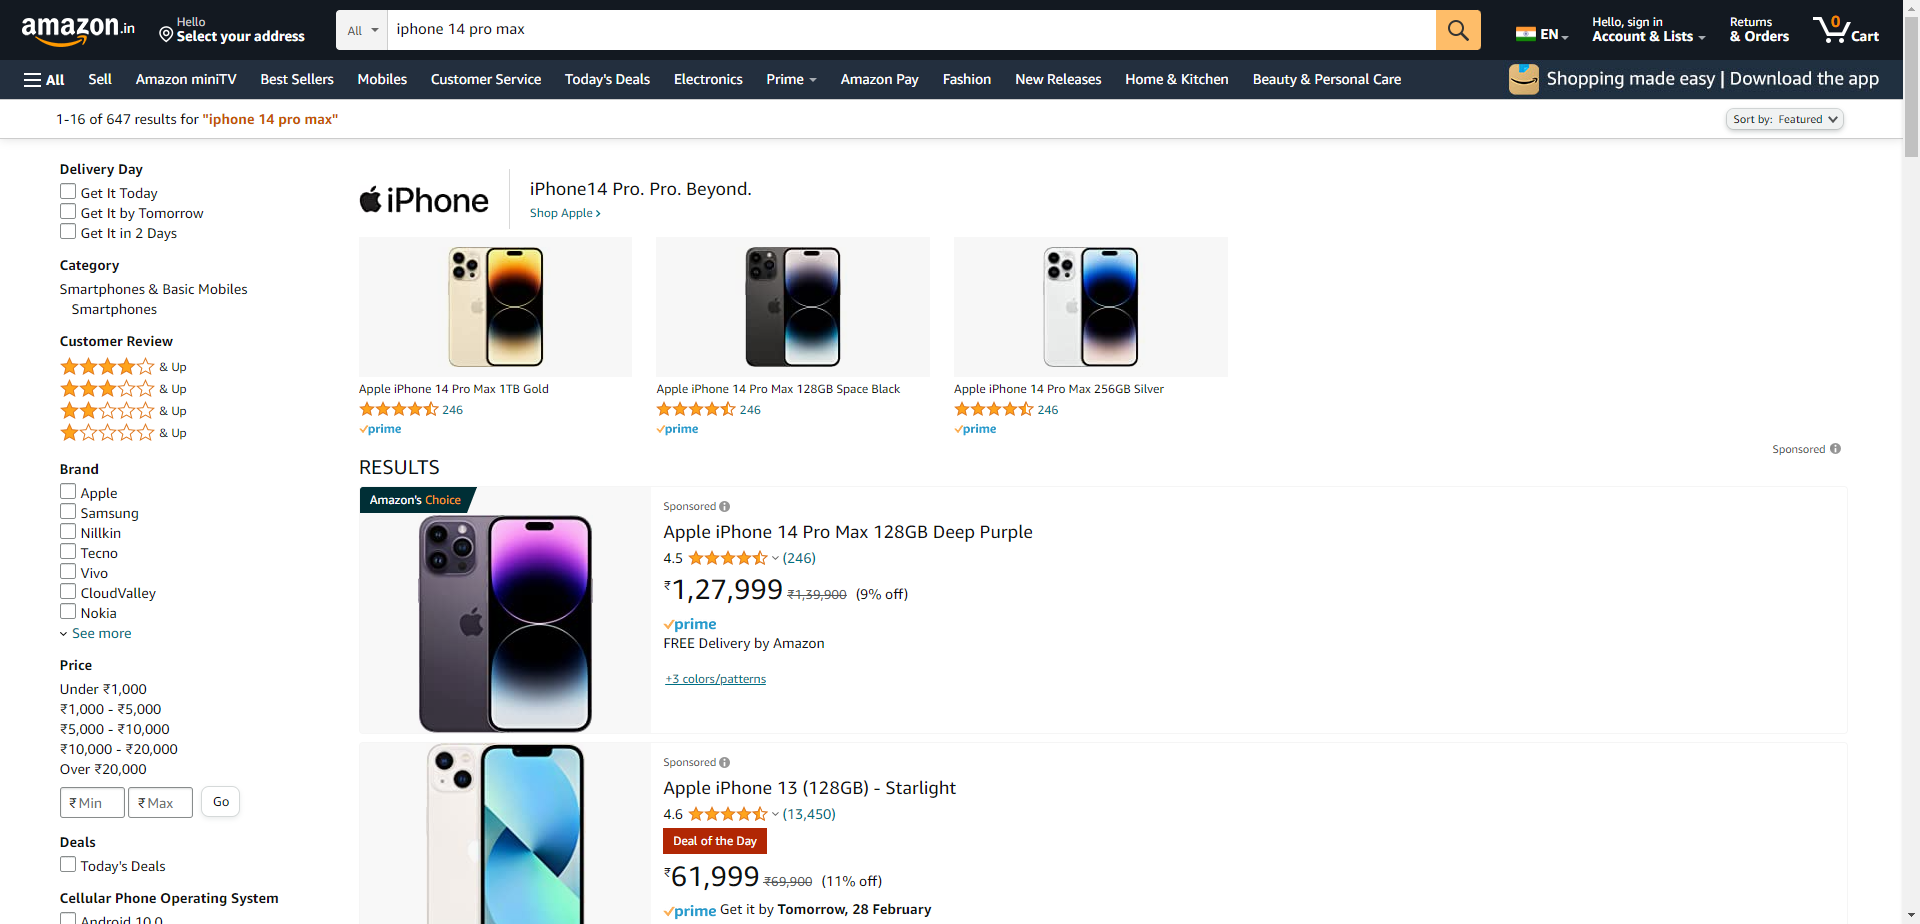 amazon.in
Hello
Select your address
All
iphone 14 pro max
EN
Hello, sign in
Account & Lists
Returns
& Orders
0
Cart
All
Sell
Amazon miniTV
Best Sellers
Mobiles
Customer Service
Today's Deals
Electronics
Prime
Amazon Pay
Fashion
New Releases
Home & Kitchen
Beauty & Personal Care
Shopping made easy | Download the app
1-16 of 647 results for "iphone 14 pro max"
Sort by: Featured
Delivery Day
Get It Today
Get It by Tomorrow
Get It in 2 Days
Category
Smartphones & Basic Mobiles
Smartphones
Customer Review
& Up
& Up
& Up
& Up
Brand
Apple
Samsung
Nillkin
Tecno
Vivo
CloudValley
Nokia
See more
Price
Under ₹1,000
₹1,000 - ₹5,000
₹5,000 - ₹10,000
₹10,000 - ₹20,000
Over ₹20,000
₹ Min
₹ Max
Go
Deals
Today's Deals
Cellular Phone Operating System
Android 10.0
iPhone
iPhone14 Pro. Pro. Beyond.
Shop Apple ›
Apple iPhone 14 Pro Max 1TB Gold
246
prime
Apple iPhone 14 Pro Max 128GB Space Black
246
prime
Apple iPhone 14 Pro Max 256GB Silver
246
prime
Sponsored
RESULTS
Amazon's Choice
Sponsored
Apple iPhone 14 Pro Max 128GB Deep Purple
4.5 (246)
₹1,27,999 ₹1,39,900 (9% off)
prime
FREE Delivery by Amazon
+3 colors/patterns
Sponsored
Apple iPhone 13 (128GB) - Starlight
4.6 (13,450)
Deal of the Day
₹61,999 ₹69,900 (11% off)
prime Get it by Tomorrow, 28 February